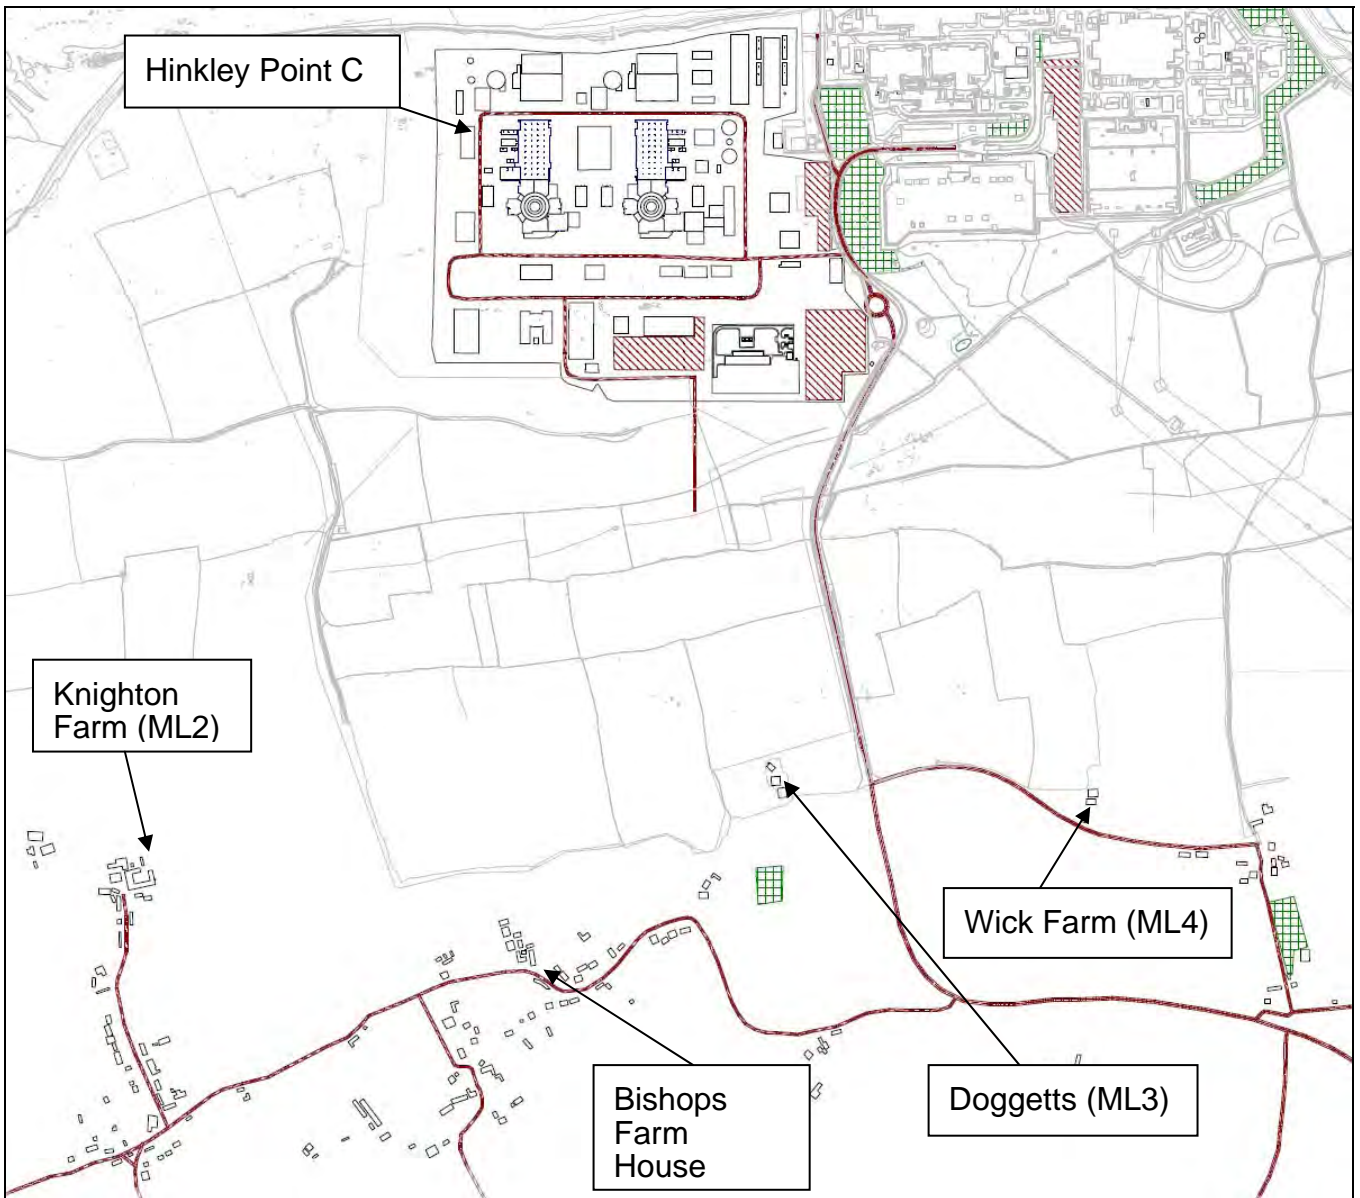 Hinkley Point C
Knighton
Farm (ML2)
Wick Farm (ML4)
Bishops
Farm
House
Doggetts (ML3)